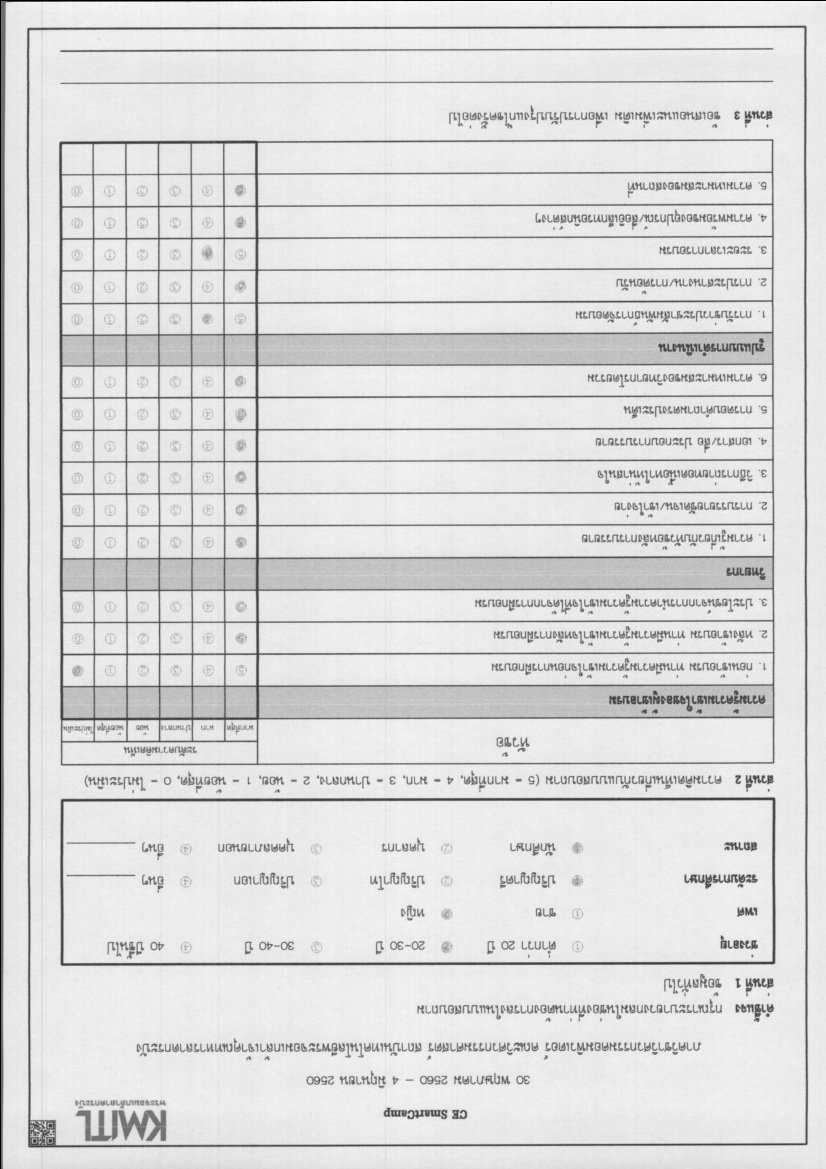 KMITL
พระจอมเกล้าลาดกระบัง
CE SmartCamp
30 พฤษภาคม 2560 – 4 มิถุนายน 2560
ภาควิชาวิศวกรรมคอมพิวเตอร์ คณะวิศวกรรมศาสตร์ สถาบันเทคโนโลยีพระจอมเกล้าเจ้าคุณทหารลาดกระบัง
คำชี้แจง กรุณาระบายวงกลมในช่องที่ท่านต้องการลงในแบบสอบถาม
ส่วนที่ 1 ข้อมูลทั่วไป
ช่วงอายุ ① ต่ำกว่า 20 ปี ② 20-30 ปี ③ 30-40 ปี ④ 40 ปีขึ้นไป
เพศ ① ชาย ② หญิง
ระดับการศึกษา ① ปริญญาตรี ② ปริญญาโท ③ ปริญญาเอก ④ อื่นๆ
สถานะ ① นักศึกษา ② บุคลากร ③ บุคคลภายนอก ④ อื่นๆ
ส่วนที่ 2 ความคิดเห็นเกี่ยวกับแบบสอบถาม (5 – มากที่สุด, 4 – มาก, 3 – ปานกลาง, 2 – น้อย, 1 – น้อยที่สุด, 0 – ไม่ประเมิน)
หัวข้อ ระดับความคิดเห็น
มากที่สุด มาก ปานกลาง น้อย น้อยที่สุด ไม่ประเมิน
ความรู้ความเข้าใจของผู้เข้าอบรม
1. ก่อนเข้าอบรม ท่านมีความรู้ความเข้าใจก่อนการฝึกอบรม ⑤ ④ ③ ② ① ⓪
2. หลังเข้าอบรม ท่านมีความรู้ความเข้าใจหลังการฝึกอบรม ⑤ ④ ③ ② ① ⓪
3. ประโยชน์จากการนำความรู้ความเข้าใจที่ได้จากการฝึกอบรม ⑤ ④ ③ ② ① ⓪
วิทยากร
1. ความรู้เกี่ยวกับหัวข้อหลังการบรรยาย ⑤ ④ ③ ② ① ⓪
2. การบรรยายชัดเจน/เข้าใจง่าย ⑤ ④ ③ ② ① ⓪
3. วิธีการถ่ายทอดเนื้อหาให้น่าสนใจ ⑤ ④ ③ ② ① ⓪
4. เอกสาร/สื่อ ประกอบการบรรยาย ⑤ ④ ③ ② ① ⓪
5. การตอบคำถามตรงประเด็น ⑤ ④ ③ ② ① ⓪
6. ความเหมาะสมของวิทยากรโดยรวม ⑤ ④ ③ ② ① ⓪
รูปแบบการดำเนินงาน
1. การรับข่าวประชาสัมพันธ์การจัดอบรม ⑤ ④ ③ ② ① ⓪
2. การประสานงาน/การต้อนรับ ⑤ ④ ③ ② ① ⓪
3. ระยะเวลาการอบรม ⑤ ④ ③ ② ① ⓪
4. ความพร้อมของอุปกรณ์/สื่ออิเล็กทรอนิกส์ต่างๆ ⑤ ④ ③ ② ① ⓪
5. ความเหมาะสมของสถานที่ ⑤ ④ ③ ② ① ⓪
ส่วนที่ 3 ข้อเสนอแนะเพิ่มเติม เพื่อการปรับปรุงแก้ไขครั้งต่อไป